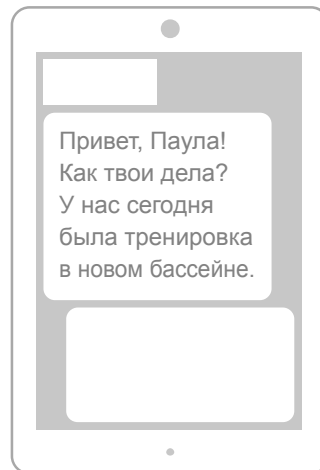 Привет, Паула!
Как твои дела?
У нас сегодня
была тренировка
в новом бассейне.